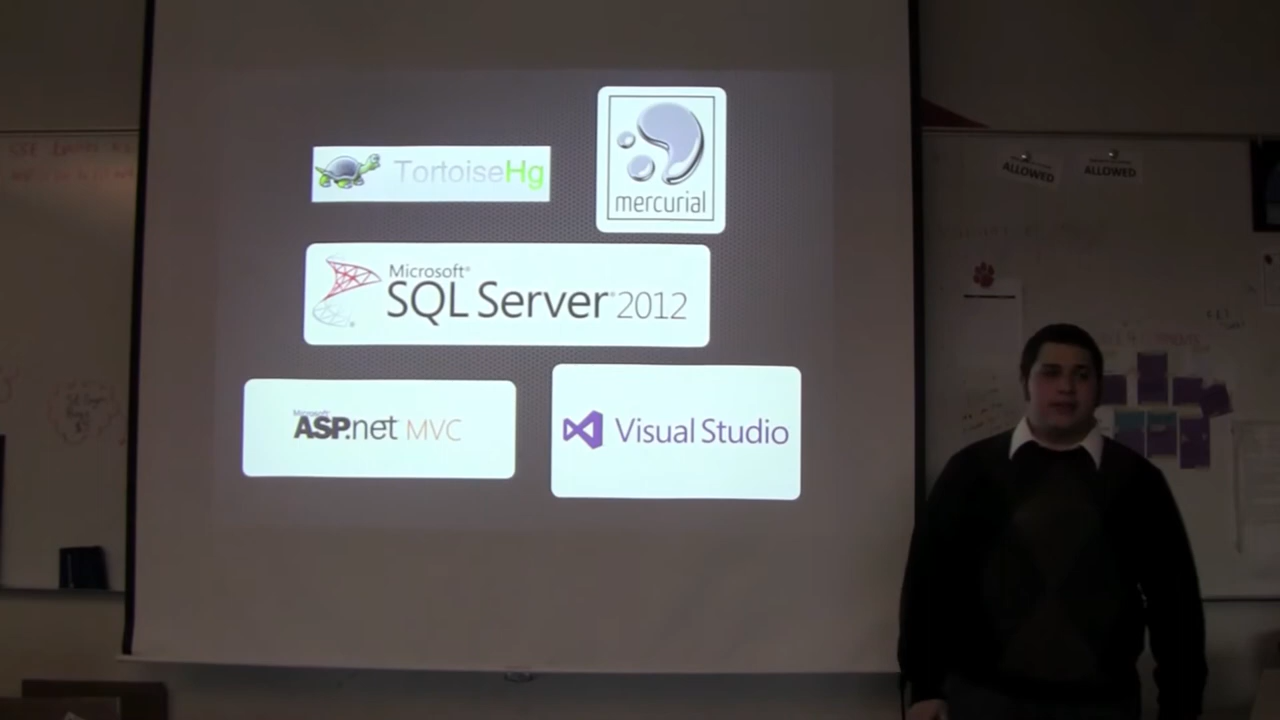 TortoiseHg
mercurial
Microsoft®
SQL Server® 2012
Microsoft®
ASP.net MVC
Visual Studio
ALLOWED
ALLOWED